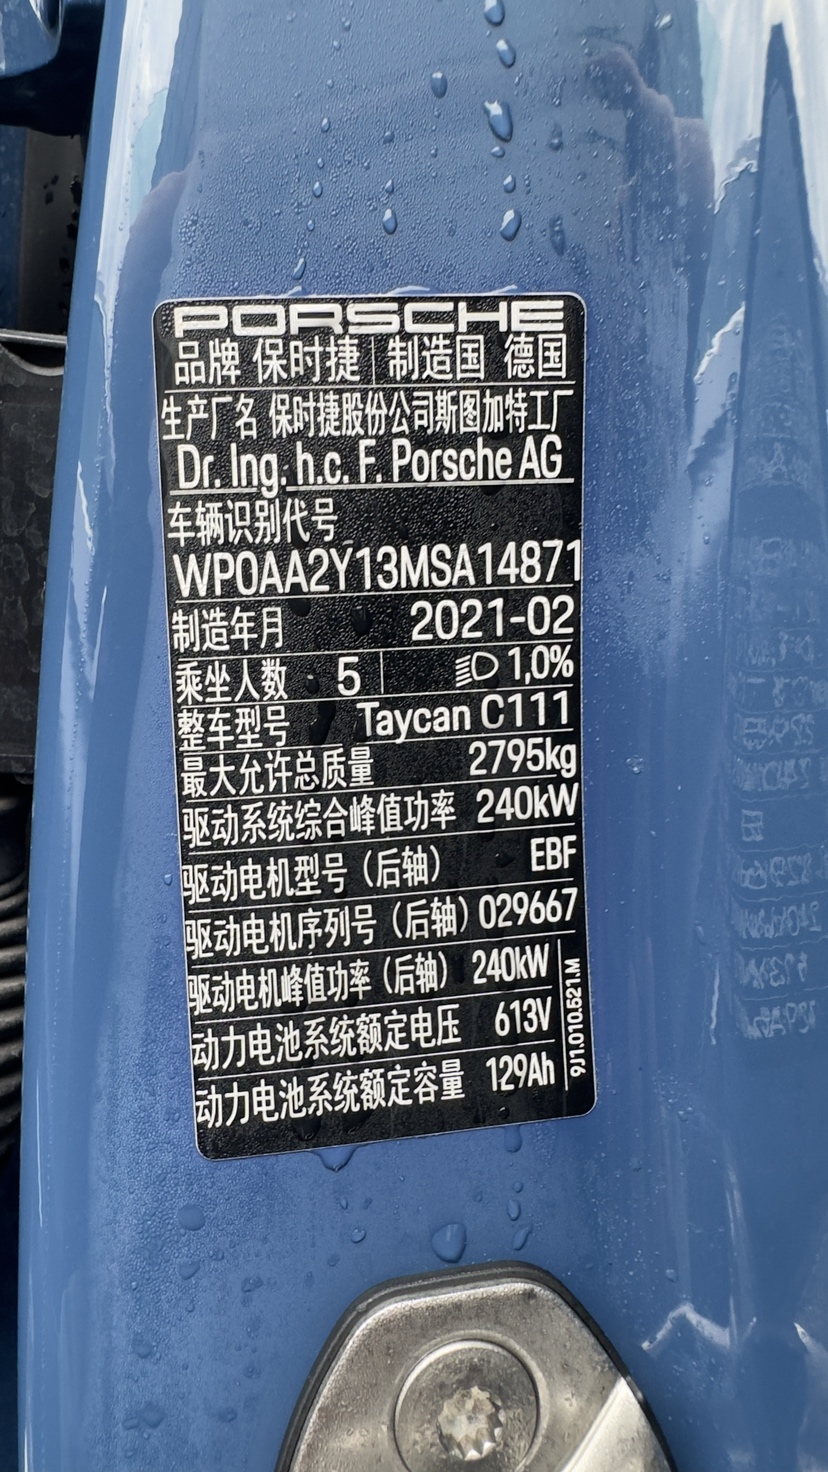 PORSCHE
品牌 保时捷 制造国 德国
生产厂名 保时捷股份公司斯图加特工厂
Dr. Ing. h.c. F. Porsche AG
车辆识别代号
WP0AA2Y13MSA14871
制造年月 2021-02
乘坐人数 5 1,0%
整车型号 Taycan C111
最大允许总质量 2795kg
驱动系统综合峰值功率 240kW
驱动电机型号（后轴） EBF
驱动电机序列号（后轴）029667
驱动电机峰值功率（后轴） 240kW
动力电池系统额定电压 613V
动力电池系统额定容量 129Ah
9J1.010.521.M